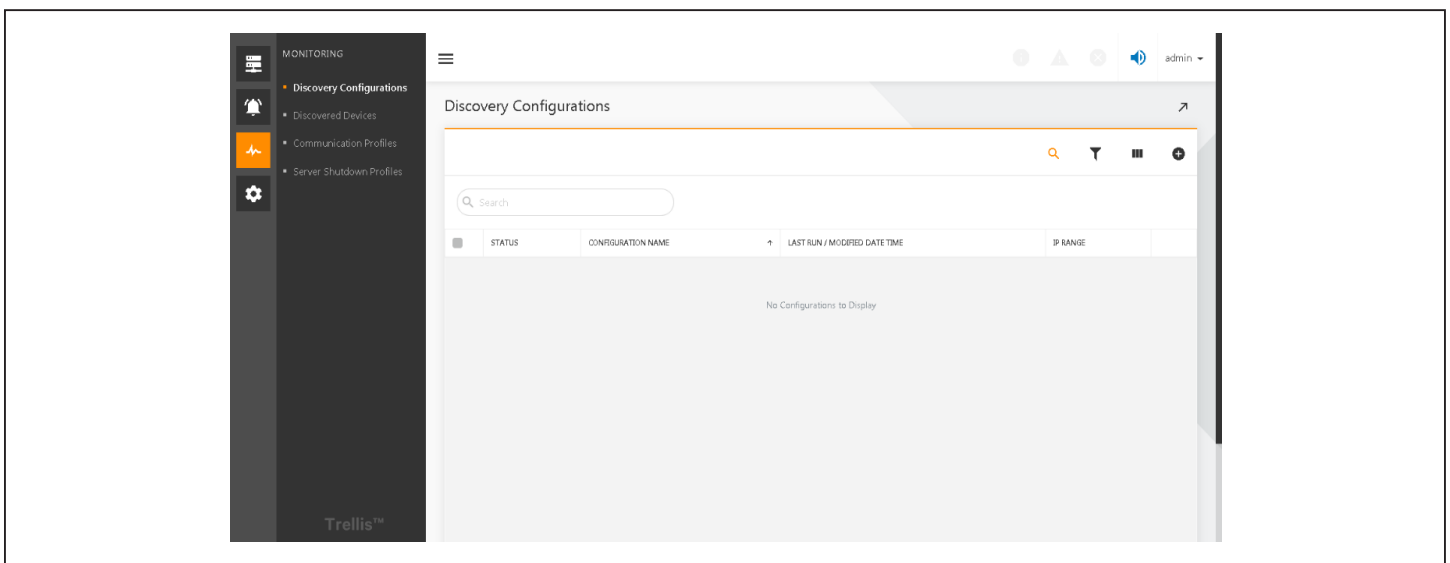 MONITORING
Discovery Configurations
Discovered Devices
Communication Profiles
Server Shutdown Profiles
Trellis™
admin
Discovery Configurations
Search
STATUS CONFIGURATION NAME LAST RUN / MODIFIED DATE TIME IP RANGE
No Configurations to Display